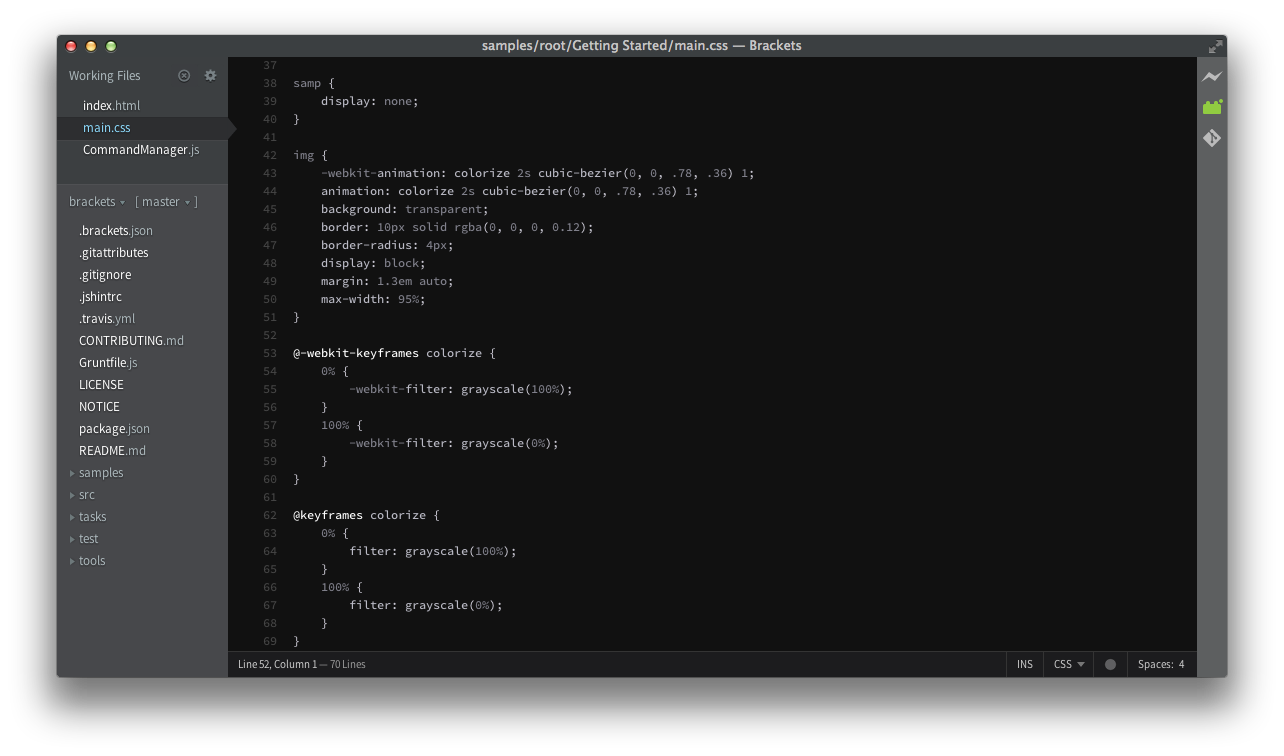 samples/root/Getting Started/main.css — Brackets
Working Files
index.html
main.css
CommandManager.js
brackets [ master ]
.brackets.json
.gitattributes
.gitignore
.jshintrc
.travis.yml
CONTRIBUTING.md
Gruntfile.js
LICENSE
NOTICE
package.json
README.md
samples
src
tasks
test
tools
37
38 samp {
39     display: none;
40 }
41
42 img {
43     -webkit-animation: colorize 2s cubic-bezier(0, 0, .78, .36) 1;
44     animation: colorize 2s cubic-bezier(0, 0, .78, .36) 1;
45     background: transparent;
46     border: 10px solid rgba(0, 0, 0, 0.12);
47     border-radius: 4px;
48     display: block;
49     margin: 1.3em auto;
50     max-width: 95%;
51 }
52
53 @-webkit-keyframes colorize {
54     0% {
55         -webkit-filter: grayscale(100%);
56     }
57     100% {
58         -webkit-filter: grayscale(0%);
59     }
60 }
61
62 @keyframes colorize {
63     0% {
64         filter: grayscale(100%);
65     }
66     100% {
67         filter: grayscale(0%);
68     }
69 }
Line 52, Column 1 — 70 Lines
INS
CSS
Spaces: 4